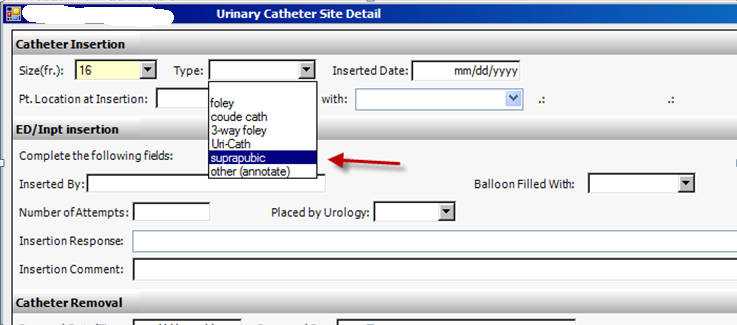 Urinary Catheter Site Detail
Catheter Insertion
Size(fr.): 16 Type: Inserted Date: mm/dd/yyyy
Pt. Location at Insertion: with: .: .:
foley
coude cath
3-way foley
Uri-Cath
suprapubic
other (annotate)
ED/Inpt insertion
Complete the following fields:
Inserted By: Balloon Filled With:
Number of Attempts: Placed by Urology:
Insertion Response:
Insertion Comment:
Catheter Removal